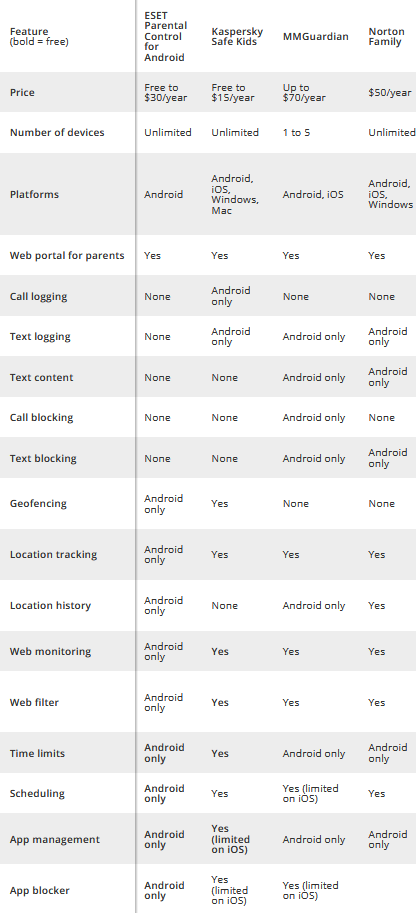 Feature
(bold = free)
ESET
Parental
Control
for
Android
Kaspersky
Safe Kids
MMGuardian
Norton
Family
Price
Free to
$30/year
Free to
$15/year
Up to
$70/year
$50/year
Number of devices
Unlimited
Unlimited
1 to 5
Unlimited
Platforms
Android
Android,
iOS,
Windows,
Mac
Android, iOS
Android,
iOS,
Windows
Web portal for parents
Yes
Yes
Yes
Yes
Call logging
None
Android
only
None
None
Text logging
None
Android
only
Android only
Android
only
Text content
None
None
Android only
Android
only
Call blocking
None
None
Android only
None
Text blocking
None
None
Android only
Android
only
Geofencing
Android
only
Yes
None
None
Location tracking
Android
only
Yes
Yes
Yes
Location history
Android
only
None
Android only
Yes
Web monitoring
Android
only
Yes
Yes
Yes
Web filter
Android
only
Yes
Yes
Yes
Time limits
Android
only
Yes
Android only
Android
only
Scheduling
Android
only
Yes
Yes (limited
on iOS)
Yes
App management
Android
only
Yes
(limited
on iOS)
Android only
Android
only
App blocker
Android
only
Yes
(limited
on iOS)
Yes (limited
on iOS)